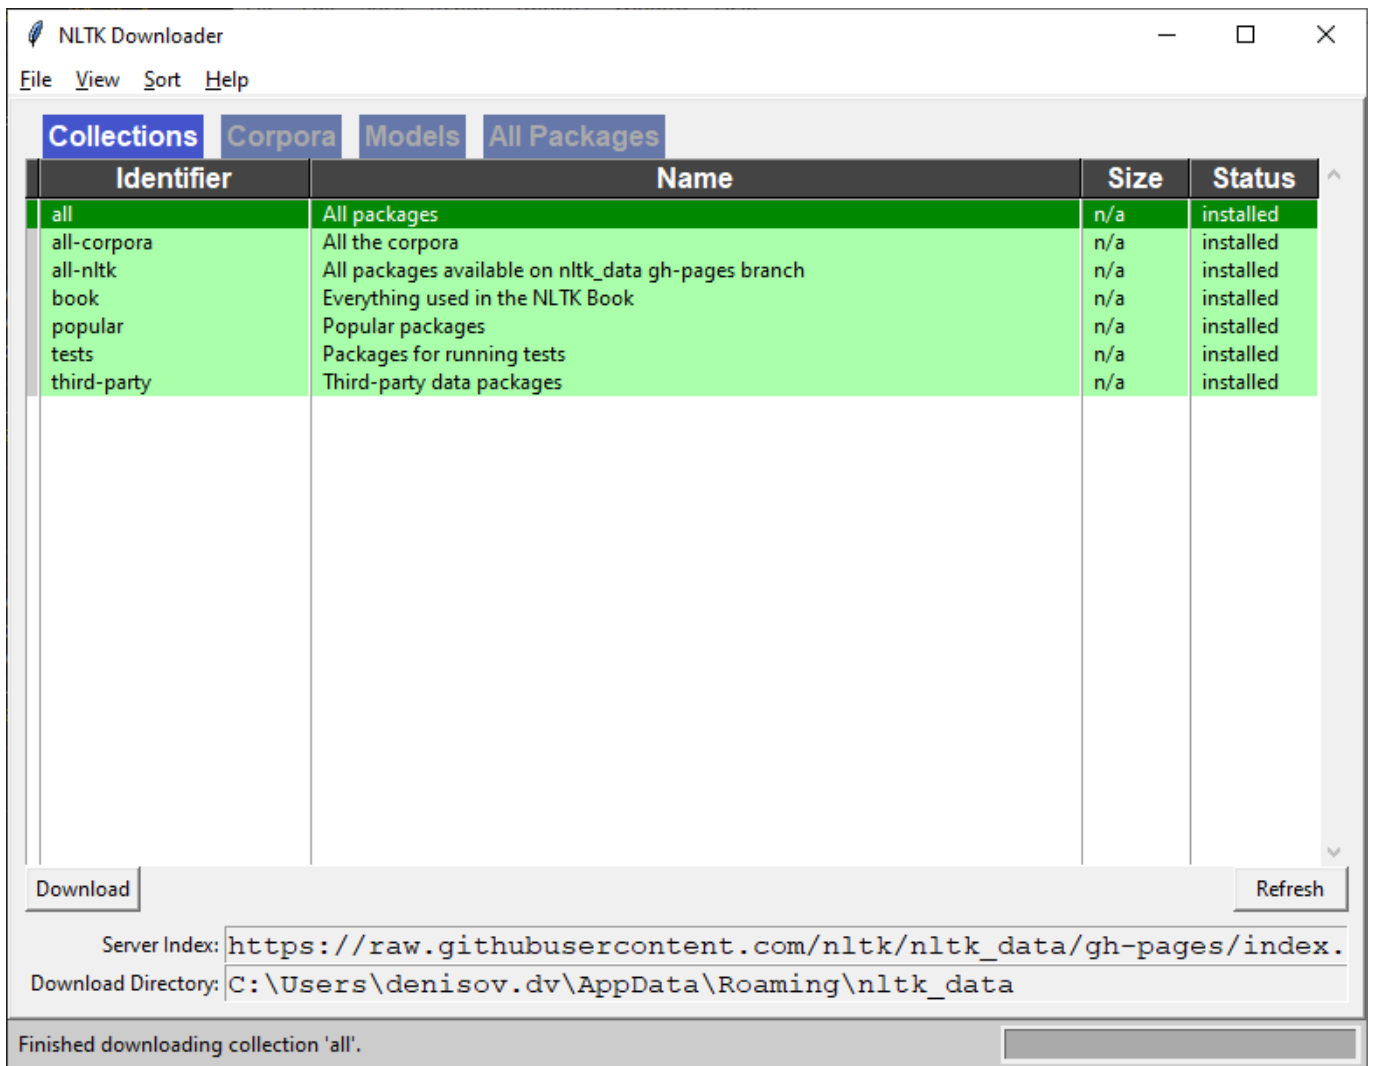 NLTK Downloader
File View Sort Help
Collections Corpora Models All Packages
Identifier Name Size Status
all All packages n/a installed
all-corpora All the corpora n/a installed
all-nltk All packages available on nltk_data gh-pages branch n/a installed
book Everything used in the NLTK Book n/a installed
popular Popular packages n/a installed
tests Packages for running tests n/a installed
third-party Third-party data packages n/a installed
Download Refresh
Server Index: https://raw.githubusercontent.com/nltk/nltk_data/gh-pages/index.
Download Directory: C:\Users\denisov.dv\AppData\Roaming\nltk_data
Finished downloading collection 'all'.